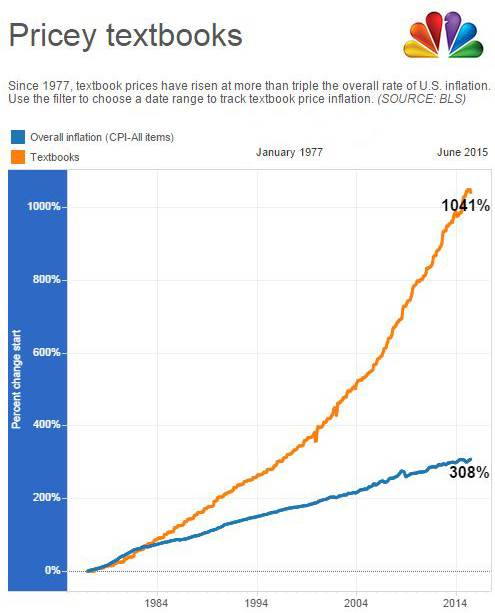 Pricey textbooks
Since 1977, textbook prices have risen at more than triple the overall rate of U.S. inflation.
Use the filter to choose a date range to track textbook price inflation. (SOURCE: BLS)
Overall inflation (CPI-All items)
Textbooks
January 1977
June 2015
Percent change start
1000%
800%
600%
400%
200%
0%
1041%
308%
1984
1994
2004
2014